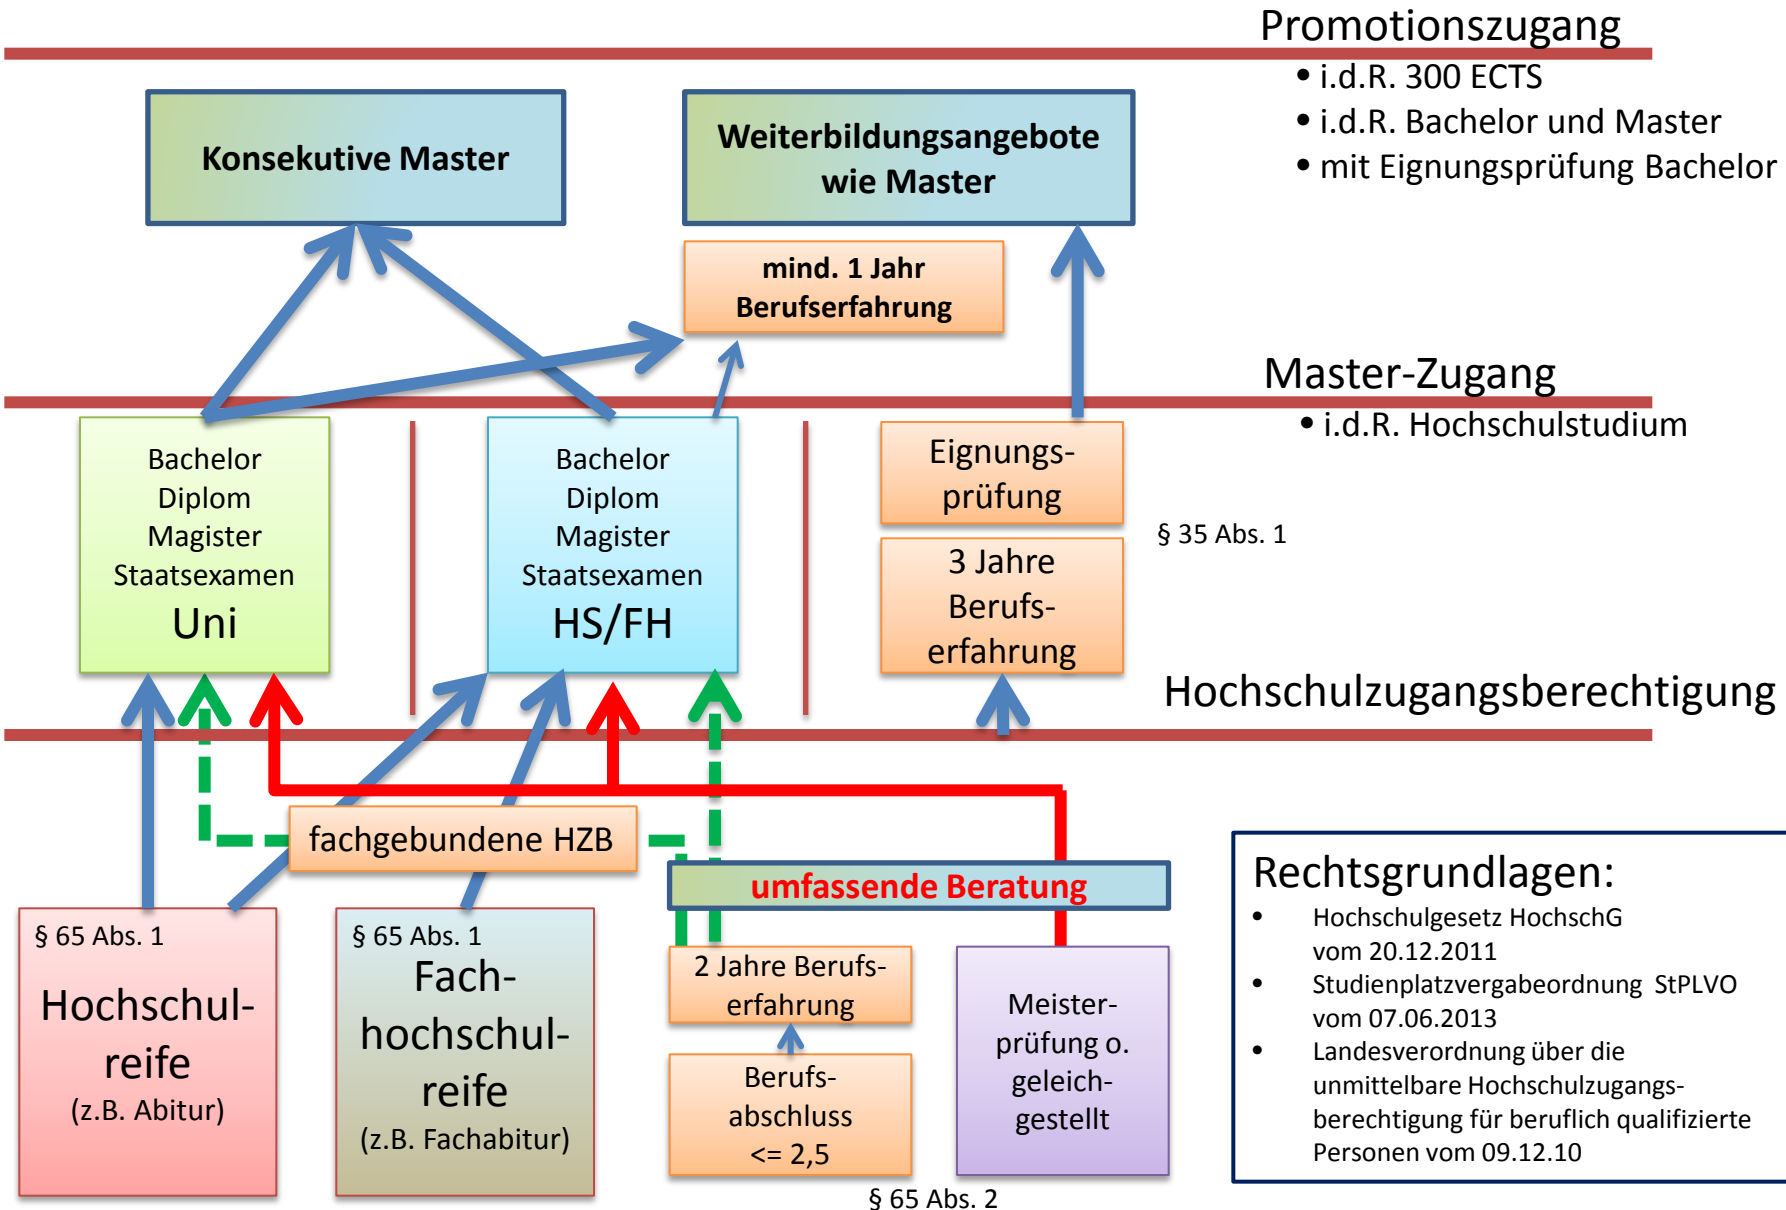 Promotionszugang
• i.d.R. 300 ECTS
• i.d.R. Bachelor und Master
• mit Eignungsprüfung Bachelor
Konsekutive Master
Weiterbildungsangebote
wie Master
mind. 1 Jahr
Berufserfahrung
Master-Zugang
• i.d.R. Hochschulstudium
Bachelor
Diplom
Magister
Staatsexamen
Uni
Bachelor
Diplom
Magister
Staatsexamen
HS/FH
Eignungs-
prüfung
§ 35 Abs. 1
3 Jahre
Berufs-
erfahrung
Hochschulzugangsberechtigung
fachgebundene HZB
umfassende Beratung
§ 65 Abs. 1
Hochschul-
reife
(z.B. Abitur)
§ 65 Abs. 1
Fach-
hochschul-
reife
(z.B. Fachabitur)
2 Jahre Berufs-
erfahrung
Berufs-
abschluss
<= 2,5
Meister-
prüfung o.
geleich-
gestellt
§ 65 Abs. 2
Rechtsgrundlagen:
• Hochschulgesetz HochschG
vom 20.12.2011
• Studienplatzvergabeordnung StPLVO
vom 07.06.2013
• Landesverordnung über die
unmittelbare Hochschulzugangs-
berechtigung für beruflich qualifizierte
Personen vom 09.12.10